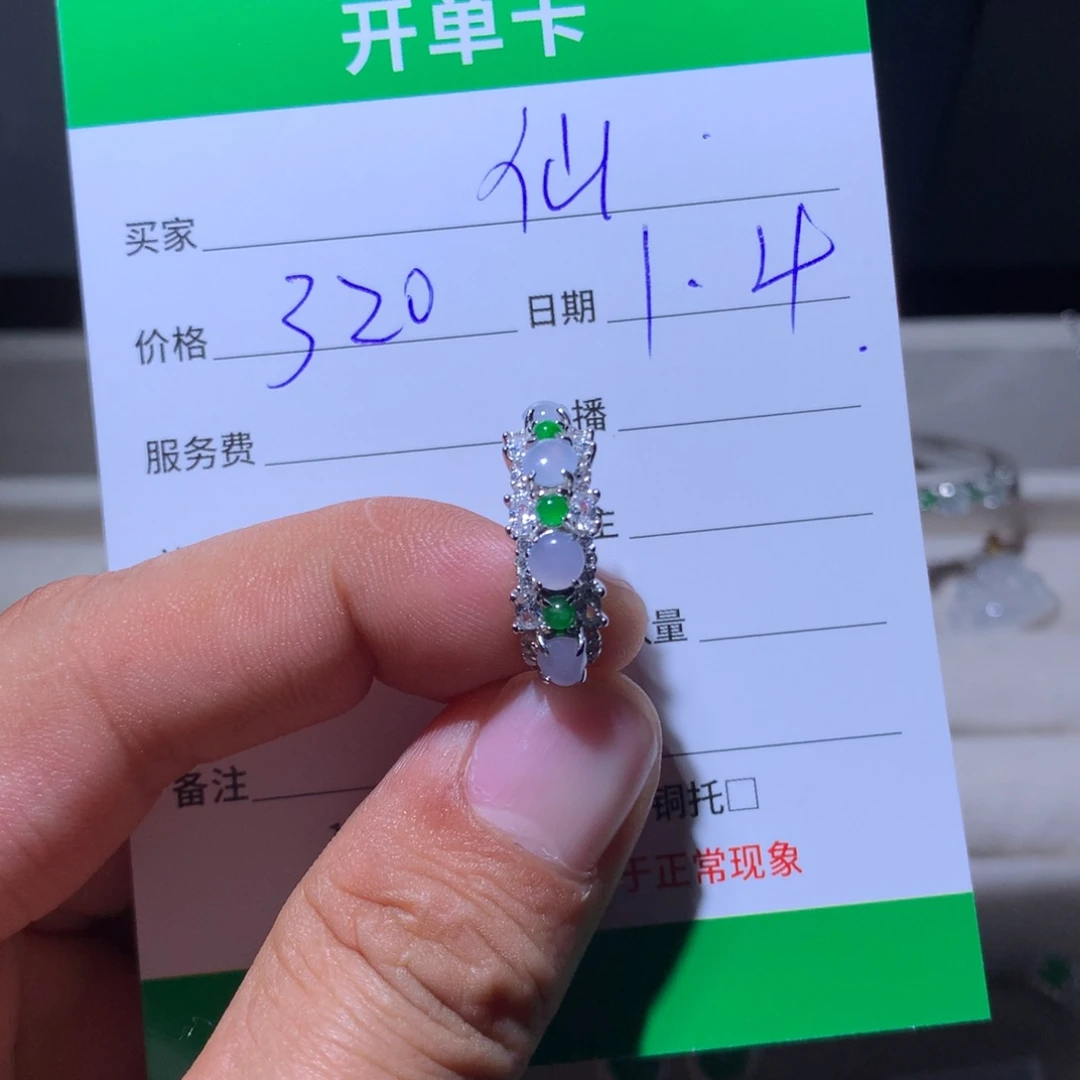 开单卡
买家 仙
价格 320 日期 1.4
服务费 播
主
量
备注 铜托□
于正常现象